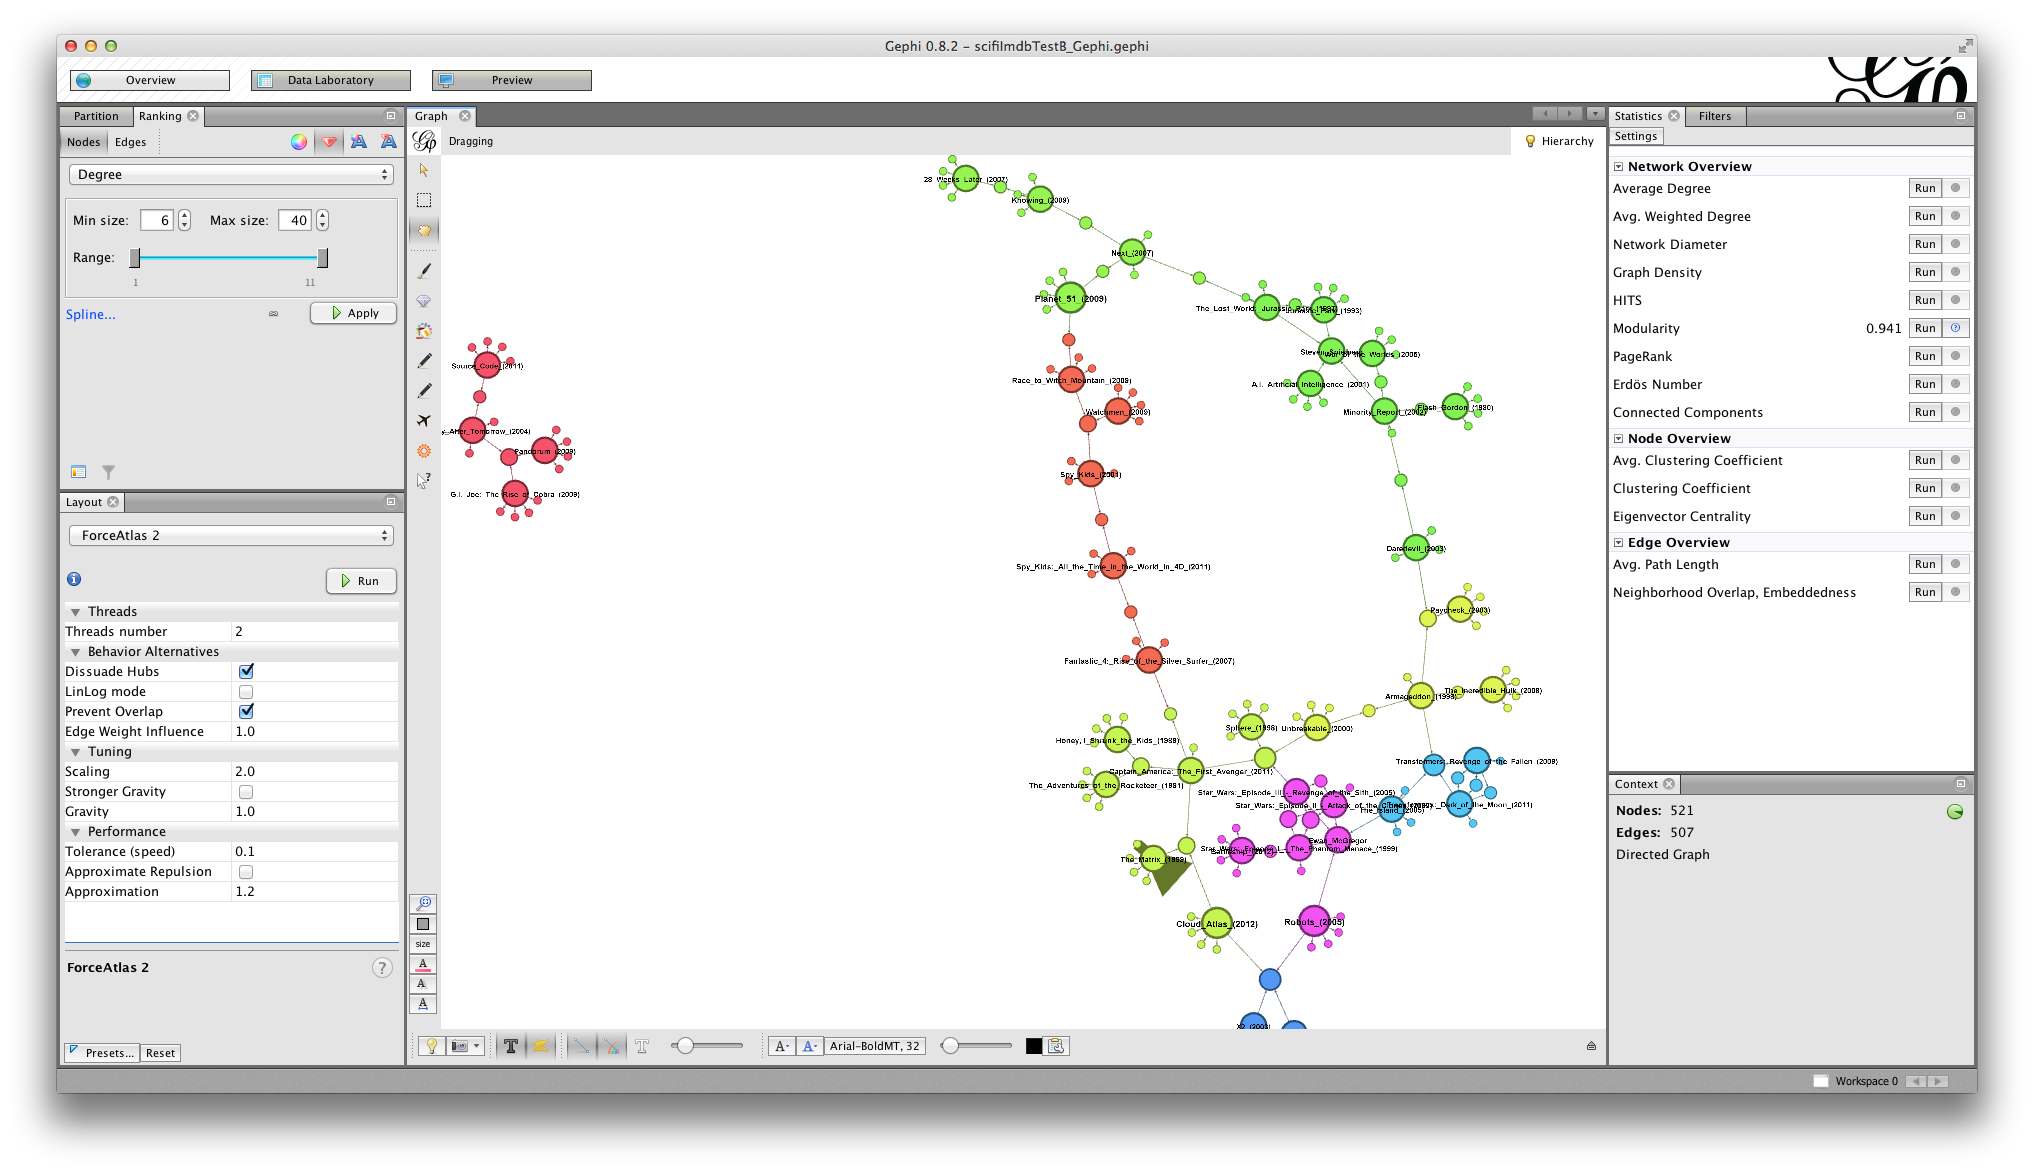 Gephi 0.8.2 – scifiImdbTestB_Gephi.gephi
Overview
Data Laboratory
Preview
Partition
Ranking
Nodes
Edges
Degree
Min size:
6
Max size:
40
Range:
1
11
Spline...
Apply
Layout
ForceAtlas 2
Run
Threads
Threads number
2
Behavior Alternatives
Dissuade Hubs
LinLog mode
Prevent Overlap
Edge Weight Influence
1.0
Tuning
Scaling
2.0
Stronger Gravity
Gravity
1.0
Performance
Tolerance (speed)
0.1
Approximate Repulsion
Approximation
1.2
ForceAtlas 2
?
Presets...
Reset
Graph
Dragging
Hierarchy
28_Weeks_Later_(2007)
Knowing_(2009)
Next_(2007)
Planet_51_(2009)
The_Lost_World:_Jurassic_Park_(1997)
(1993)
War_of_the_Worlds_(2005)
A.I._Artificial_Intelligence_(2001)
Minority_Report_(2002)
Flash_Gordon_(1980)
Source_Code_(2011)
y_After_Tomorrow_(2004)
Pandorum_(2009)
G.I._Joe:_The_Rise_of_Cobra_(2009)
Race_to_Witch_Mountain_(2009)
Watchmen_(2009)
Spy_Kids_(2001)
Spy_Kids:_All_the_Time_in_the_World_in_4D_(2011)
Daredevil_(2003)
Paycheck_(2003)
Fantastic_4:_Rise_of_the_Silver_Surfer_(2007)
Armageddon_(1998)
The_Incredible_Hulk_(2008)
Sphere_(1998)
Unbreakable_(2000)
Honey,_I_Shrunk_the_Kids_(1989)
Captain_America:_The_First_Avenger_(2011)
The_Adventures_of_the_Rocketeer_(1991)
Transformers:_Revenge_of_the_Fallen_(2009)
Star_Wars:_Episode_III_-_Revenge_of_the_Sith_(2005)
Star_Wars:_Episode_II_-_Attack_of_the
Dark_of_the_Moon_(2011)
The_Island_(2005)
Ewan_McGregor
Star_Wars:_Episode_I_-_The_Phantom_Menace_(1999)
The_Matrix_(1999)
Cloud_Atlas_(2012)
Robots_(2005)
X2_(2003)
size
Arial-BoldMT, 32
Statistics
Filters
Settings
Network Overview
Average Degree
Run
Avg. Weighted Degree
Run
Network Diameter
Run
Graph Density
Run
HITS
Run
Modularity
0.941
Run
PageRank
Run
Erdös Number
Run
Connected Components
Run
Node Overview
Avg. Clustering Coefficient
Run
Clustering Coefficient
Run
Eigenvector Centrality
Run
Edge Overview
Avg. Path Length
Run
Neighborhood Overlap, Embeddedness
Run
Context
Nodes: 521
Edges: 507
Directed Graph
Workspace 0